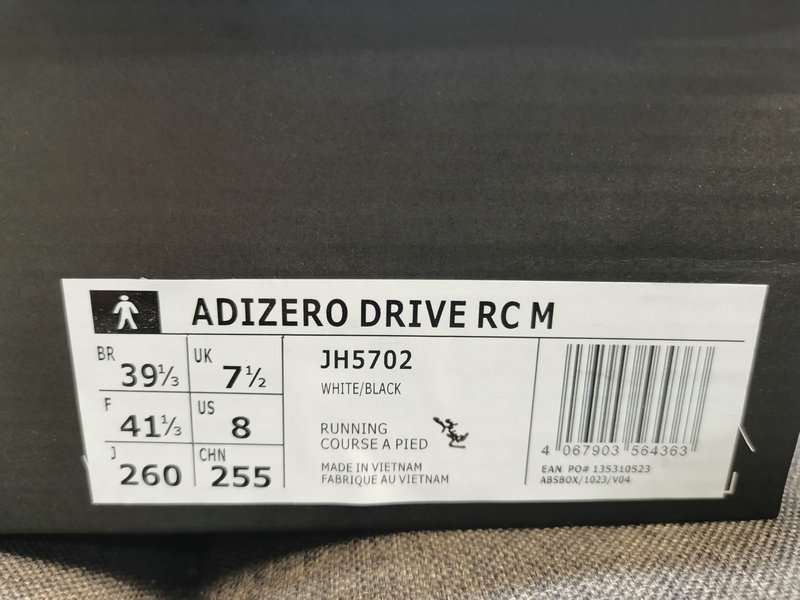 ADIZERO DRIVE RC M
BR 39⅓ UK 7½
F 41⅓ US 8
J 260 CHN 255
JH5702
WHITE/BLACK
RUNNING
COURSE A PIED
MADE IN VIETNAM
FABRIQUE AU VIETNAM
4 067903 564363
EAN PO# 135310523
ABSBOX/1023/V04